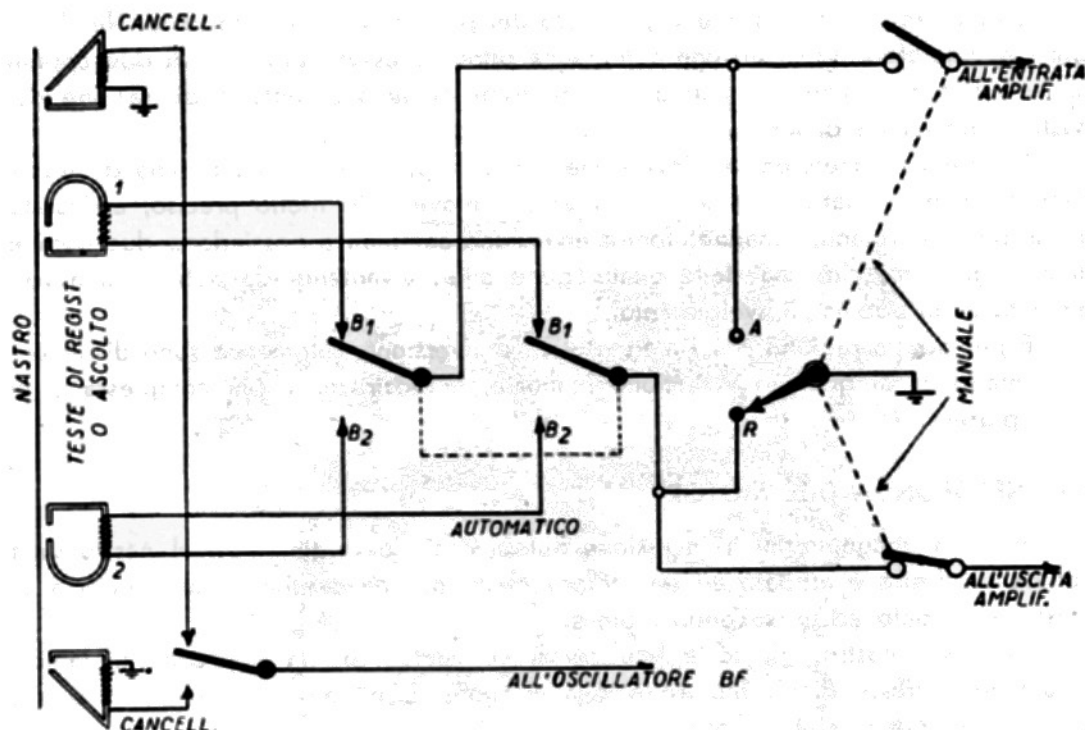 CANCELL.
ALL'ENTRATA
AMPLIF.
1
NASTRO
TESTE DI REGIST.
O ASCOLTO
B1
B1
A
MANUALE
R
B2
B2
AUTOMATICO
2
ALL'USCITA
AMPLIF.
ALL'OSCILLATORE BF
CANCELL.